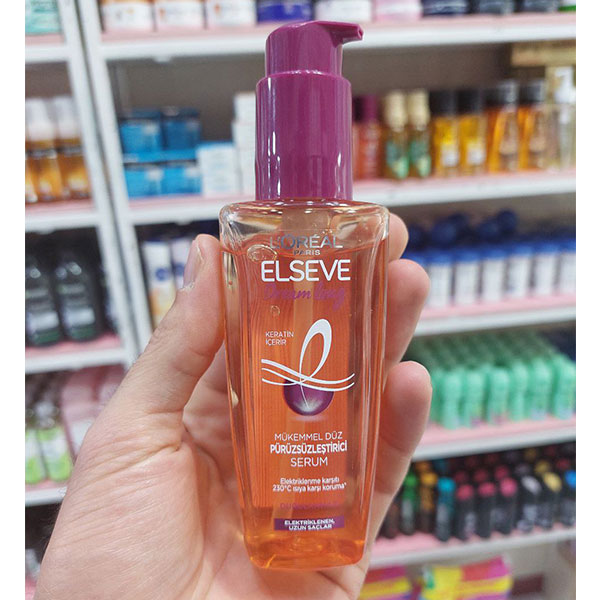 L'ORÉAL
PARIS
ELSEVE
Dream Long
KERATİN
İÇERİR
MÜKEMMEL DÜZ
PÜRÜZSÜZLEŞTİRİCİ
SERUM
Elektriklenme karşıtı
230°C ısıya karşı koruma*
ELEKTRİKLENEN,
UZUN SAÇLAR